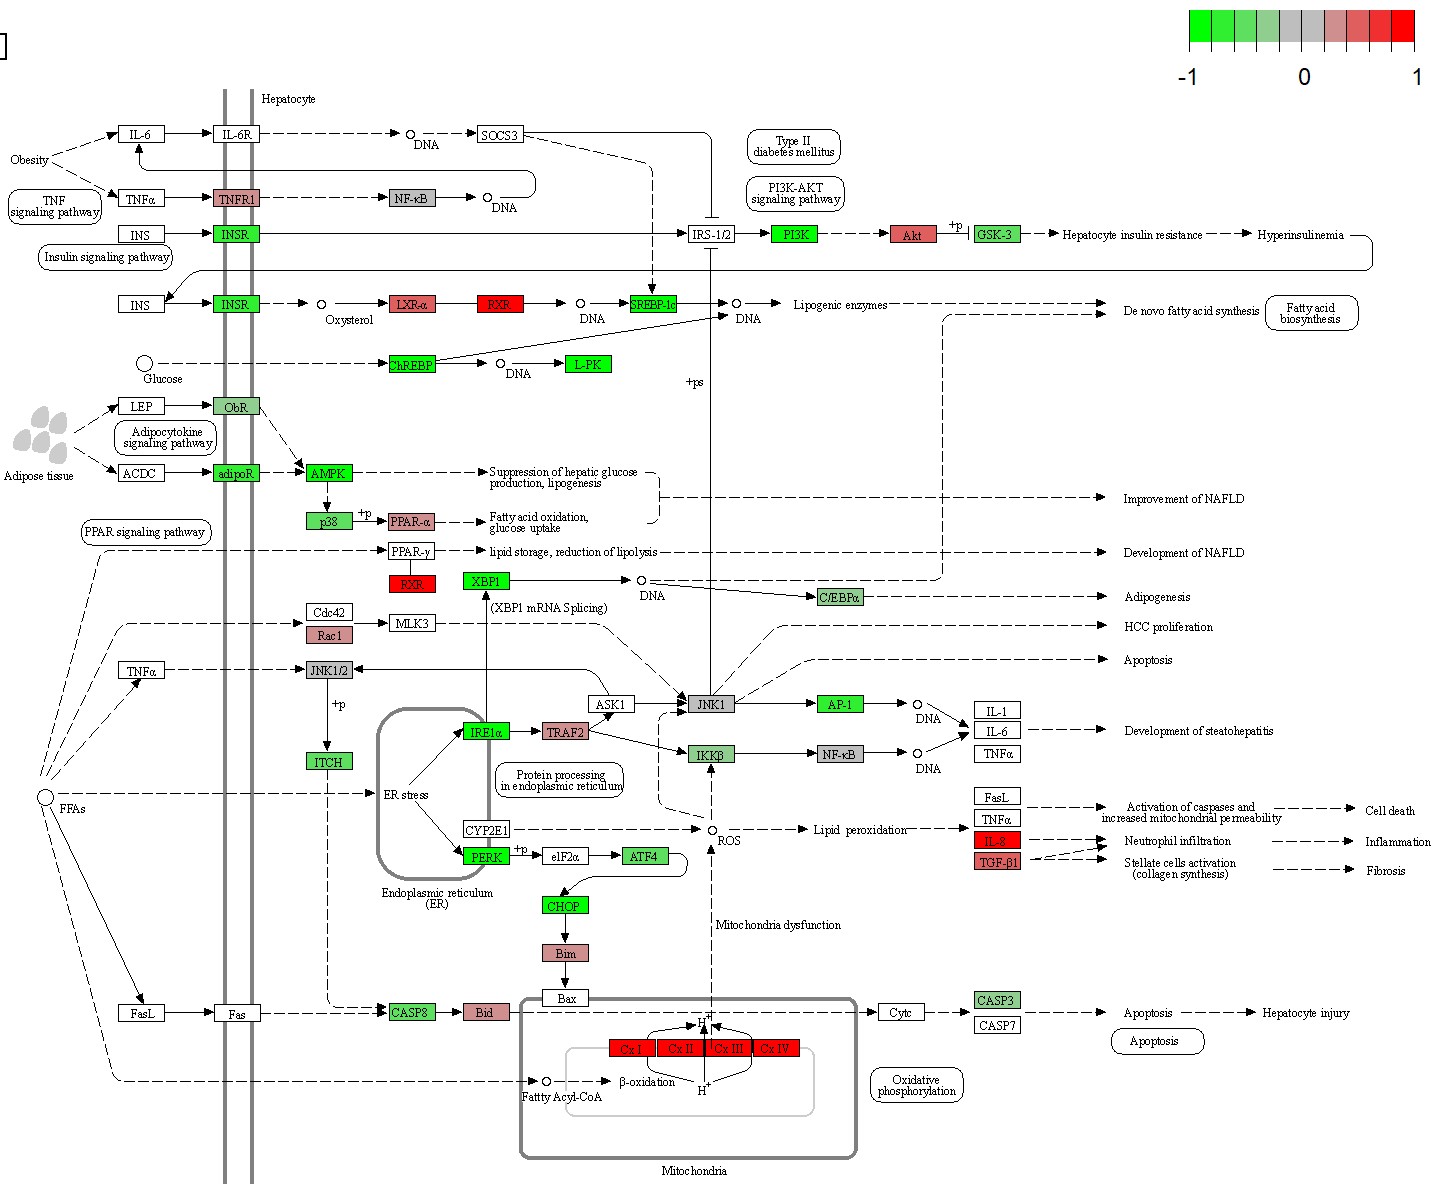 -1 0 1
Hepatocyte
IL-6 IL-6R DNA SOCS3
Type II
diabetes mellitus
Obesity
TNF
signaling pathway
TNFα TNFR1 NF-κB DNA
PI3K-AKT
signaling pathway
INS INSR IRS-1/2 PI3K Akt +p GSK-3 Hepatocyte insulin resistance Hyperinsulinemia
Insulin signaling pathway
INS INSR Oxysterol LXR-α RXR DNA SREBP-1c DNA Lipogenic enzymes De novo fatty acid synthesis
Fatty acid
biosynthesis
Glucose ChREBP DNA L-PK
+ps
LEP ObR
Adipocytokine
signaling pathway
Adipose tissue
ACDC adipoR AMPK
Suppression of hepatic glucose
production, lipogenesis
Improvement of NAFLD
p38 +p PPAR-α
Fatty acid oxidation,
glucose uptake
PPAR signaling pathway
PPAR-γ lipid storage, reduction of lipolysis Development of NAFLD
RXR XBP1 DNA
(XBP1 mRNA Splicing)
C/EBPα Adipogenesis
Cdc42
Rac1 MLK3 HCC proliferation
TNFα JNK1/2 Apoptosis
+p
ASK1 JNK1 AP-1 DNA
IL-1
IL-6
TNFα
Development of steatohepatitis
IRE1α TRAF2 IKKβ NF-κB DNA
ITCH
Protein processing
in endoplasmic reticulum
FFAs ER stress
CYP2E1 ROS Lipid peroxidation
FasL
TNFα
IL-8
TGF-β1
Activation of caspases and
increased mitochondrial permeability
Cell death
Neutrophil infiltration Inflammation
Stellate cells activation
(collagen synthesis)
Fibrosis
PERK +p eIF2α ATF4
Endoplasmic reticulum
(ER)
CHOP
Mitochondria dysfunction
Bim
Bax
FasL Fas CASP8 Bid Cytc
CASP3
CASP7
Apoptosis Hepatocyte injury
Apoptosis
H+
Cx I Cx II Cx III Cx IV
β-oxidation H+
Fattty Acyl-CoA
Oxidative
phosphorylation
Mitochondria